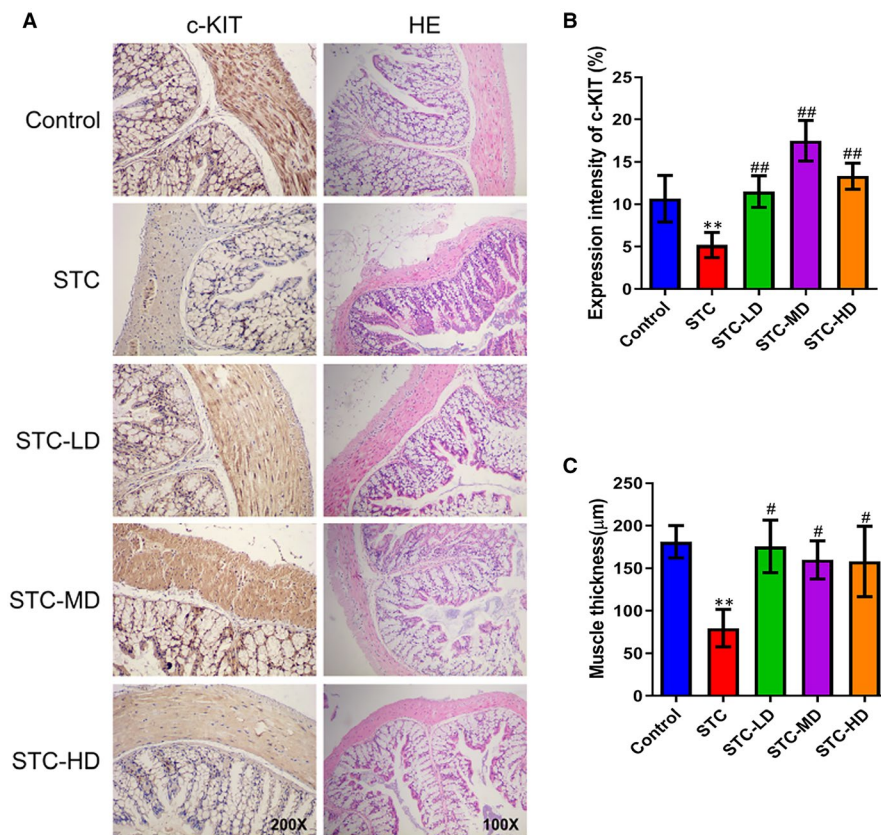 A
c-KIT HE
Control
STC
STC-LD
STC-MD
STC-HD
200X 100X
B
Expression intensity of c-KIT (%)
25
20
15
10
5
0
**
##
##
##
Control STC STC-LD STC-MD STC-HD
C
Muscle thickness(μm)
250
200
150
100
50
0
**
#
#
#
Control STC STC-LD STC-MD STC-HD